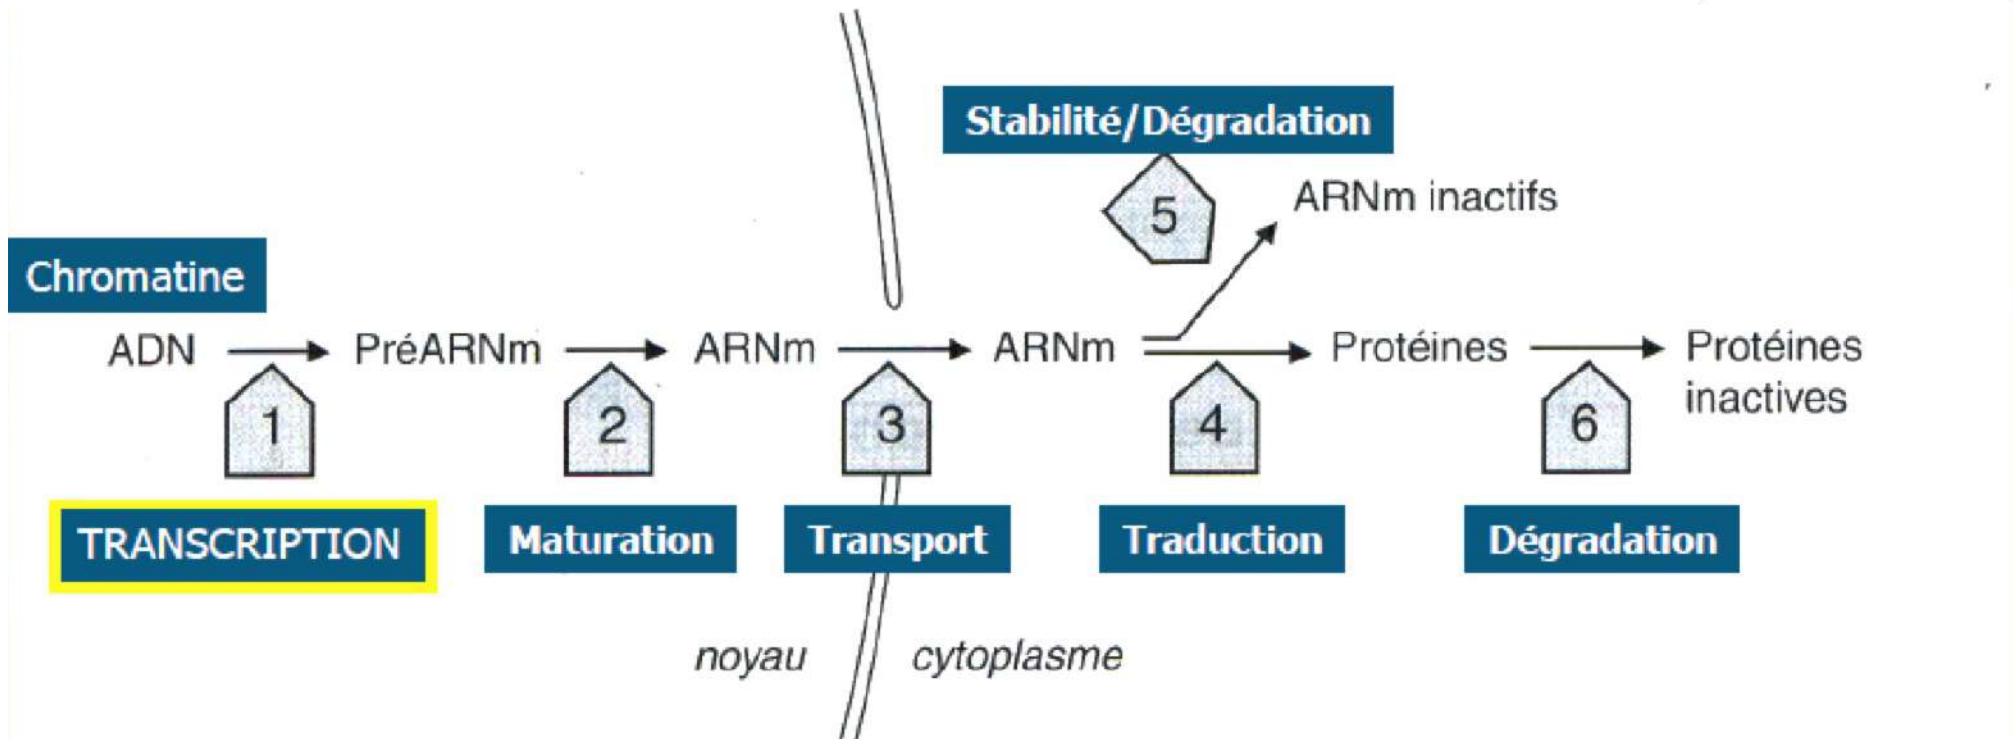 Stabilité/Dégradation
5
ARNm inactifs
Chromatine
ADN
PréARNm
ARNm
ARNm
Protéines
Protéines
inactives
1
2
3
4
6
TRANSCRIPTION
Maturation
Transport
Traduction
Dégradation
noyau
cytoplasme